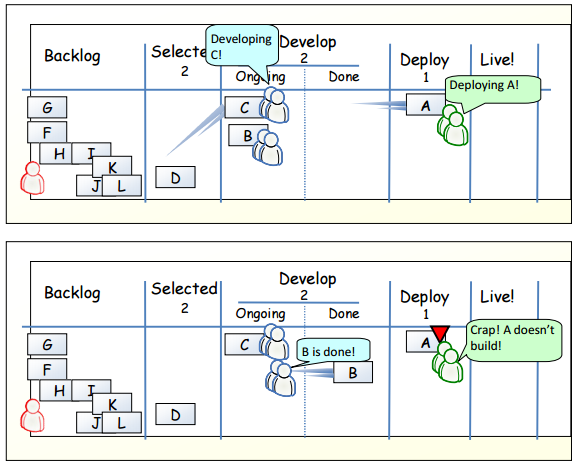 Developing
C!
Backlog
Selected
2
Develop
2
Ongoing
Done
Deploy
1
Live!
Deploying A!
G
F
H
I
K
J
L
D
C
B
A
Backlog
Selected
2
Develop
2
Ongoing
Done
Deploy
1
Live!
G
F
H
I
K
J
L
D
C
B is done!
B
A
Crap! A doesn't
build!